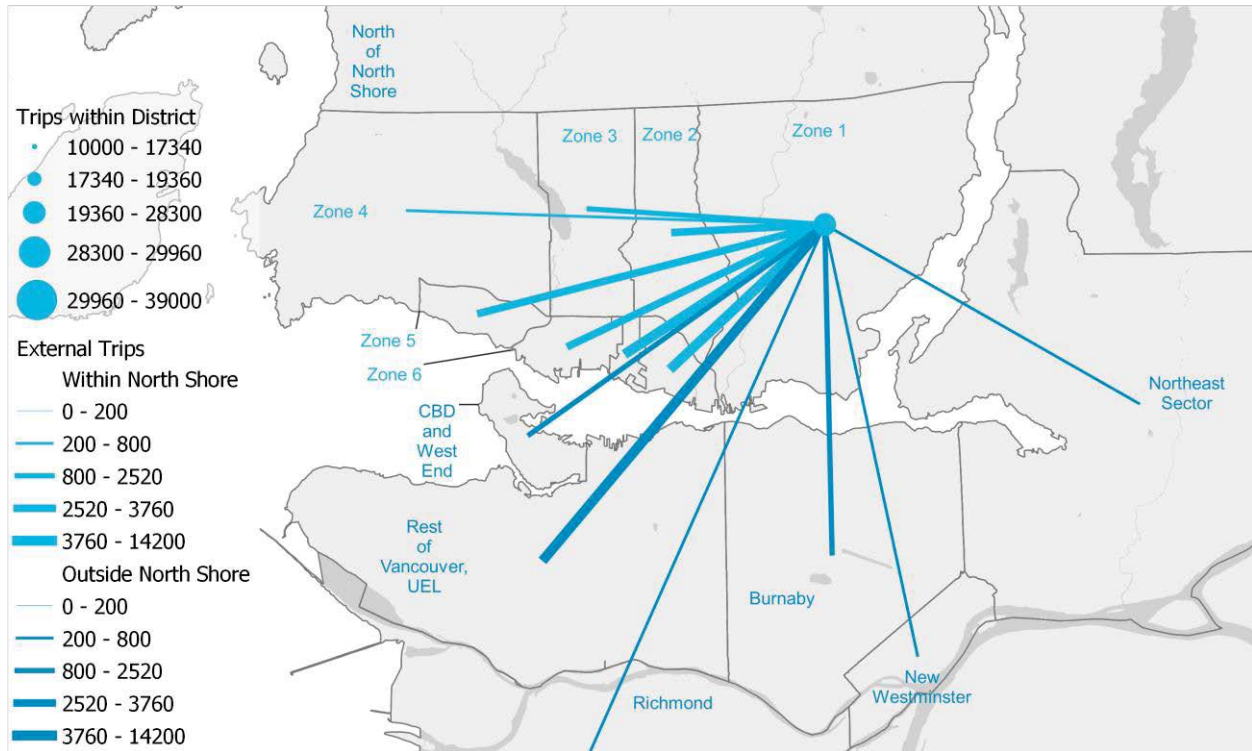 Trips within District
10000 - 17340
17340 - 19360
19360 - 28300
28300 - 29960
29960 - 39000
External Trips
Within North Shore
0 - 200
200 - 800
800 - 2520
2520 - 3760
3760 - 14200
Outside North Shore
0 - 200
200 - 800
800 - 2520
2520 - 3760
3760 - 14200
North
of
North
Shore
Zone 3
Zone 2
Zone 1
Zone 4
Zone 5
Zone 6
CBD
and
West
End
Northeast
Sector
Rest
of
Vancouver,
UEL
Burnaby
New
Westminster
Richmond